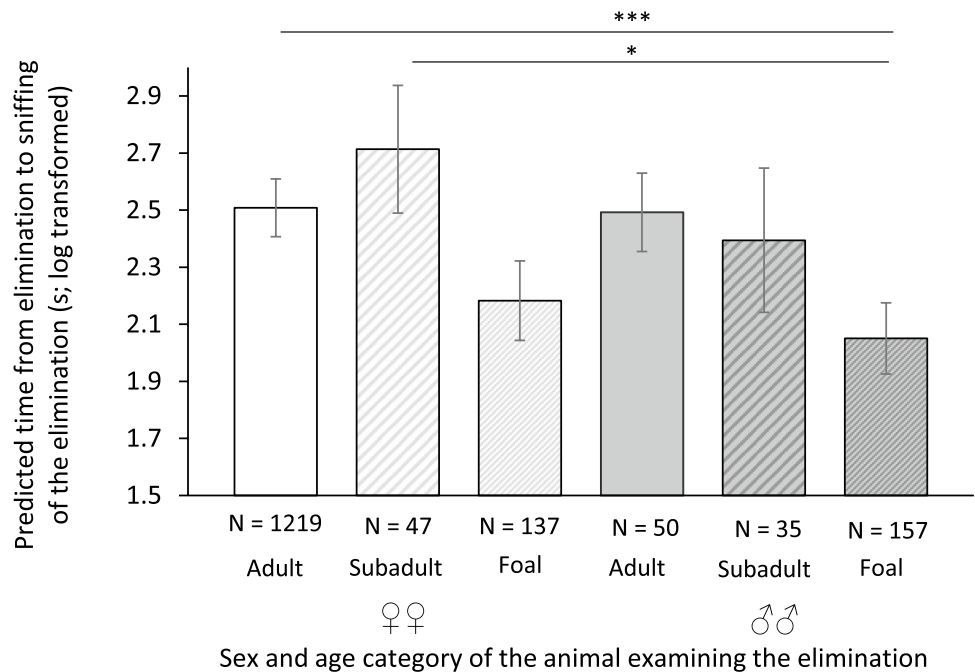 ***
*
Predicted time from elimination to sniffing
of the elimination (s; log transformed)
2.9
2.7
2.5
2.3
2.1
1.9
1.7
1.5
N = 1219 N = 47 N = 137 N = 50 N = 35 N = 157
Adult Subadult Foal Adult Subadult Foal
♀♀ ♂♂
Sex and age category of the animal examining the elimination